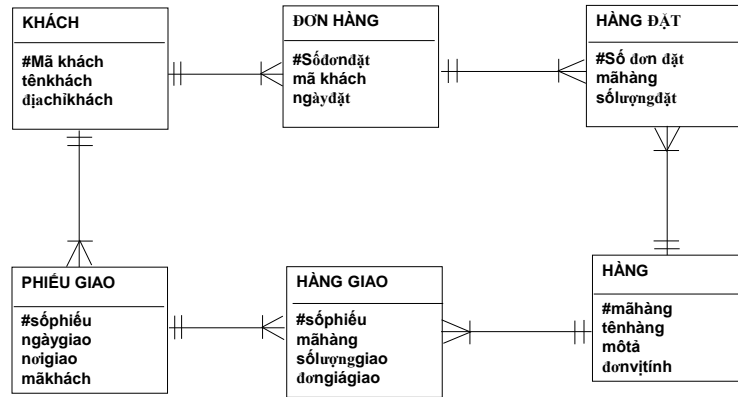 KHÁCH
#Mã khách
tênkhách
địachỉkhách
ĐƠN HÀNG
#Sốđơnđặt
mã khách
ngàyđặt
HÀNG ĐẶT
#Số đơn đặt
mãhàng
sốlượngđặt
PHIẾU GIAO
#sốphiếu
ngàygiao
nơigiao
mãkhách
HÀNG GIAO
#sốphiếu
mãhàng
sốlượnggiao
đơngiágiao
HÀNG
#mãhàng
tênhàng
môtả
đơnvịtính